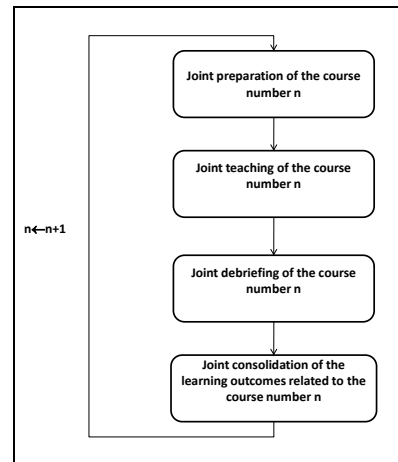 Joint preparation of the course
number n
Joint teaching of the course
number n
n←n+1
Joint debriefing of the course
number n
Joint consolidation of the
learning outcomes related to the
course number n